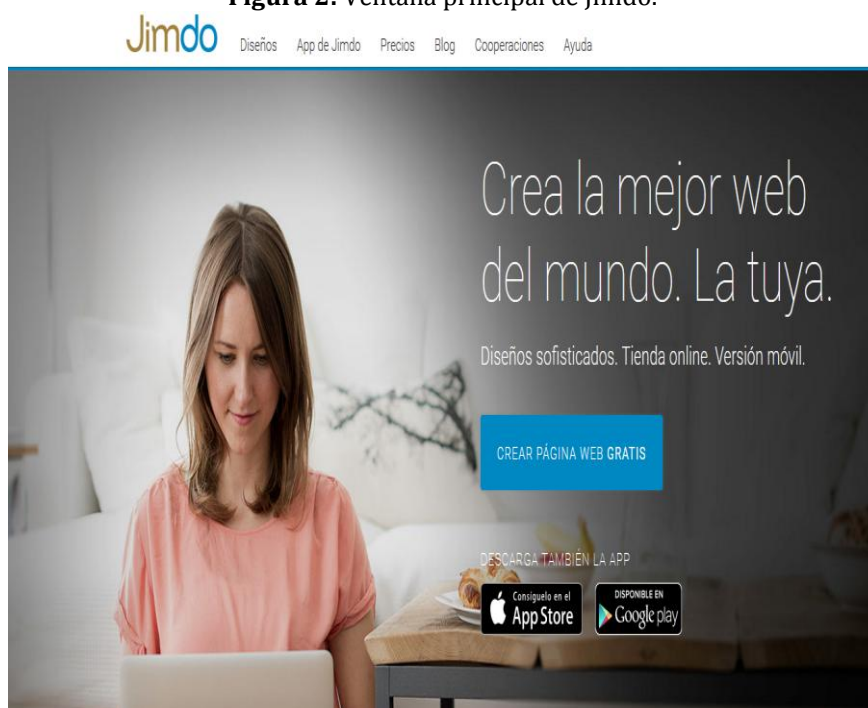 Figura 2. Ventana principal de jimdo.
Jimdo Diseños App de Jimdo Precios Blog Cooperaciones Ayuda
Crea la mejor web
del mundo. La tuya.
Diseños sofisticados. Tienda online. Versión móvil.
CREAR PÁGINA WEB GRATIS
DESCARGA TAMBIÉN LA APP
Consíguelo en el
App Store
DISPONIBLE EN
Google play